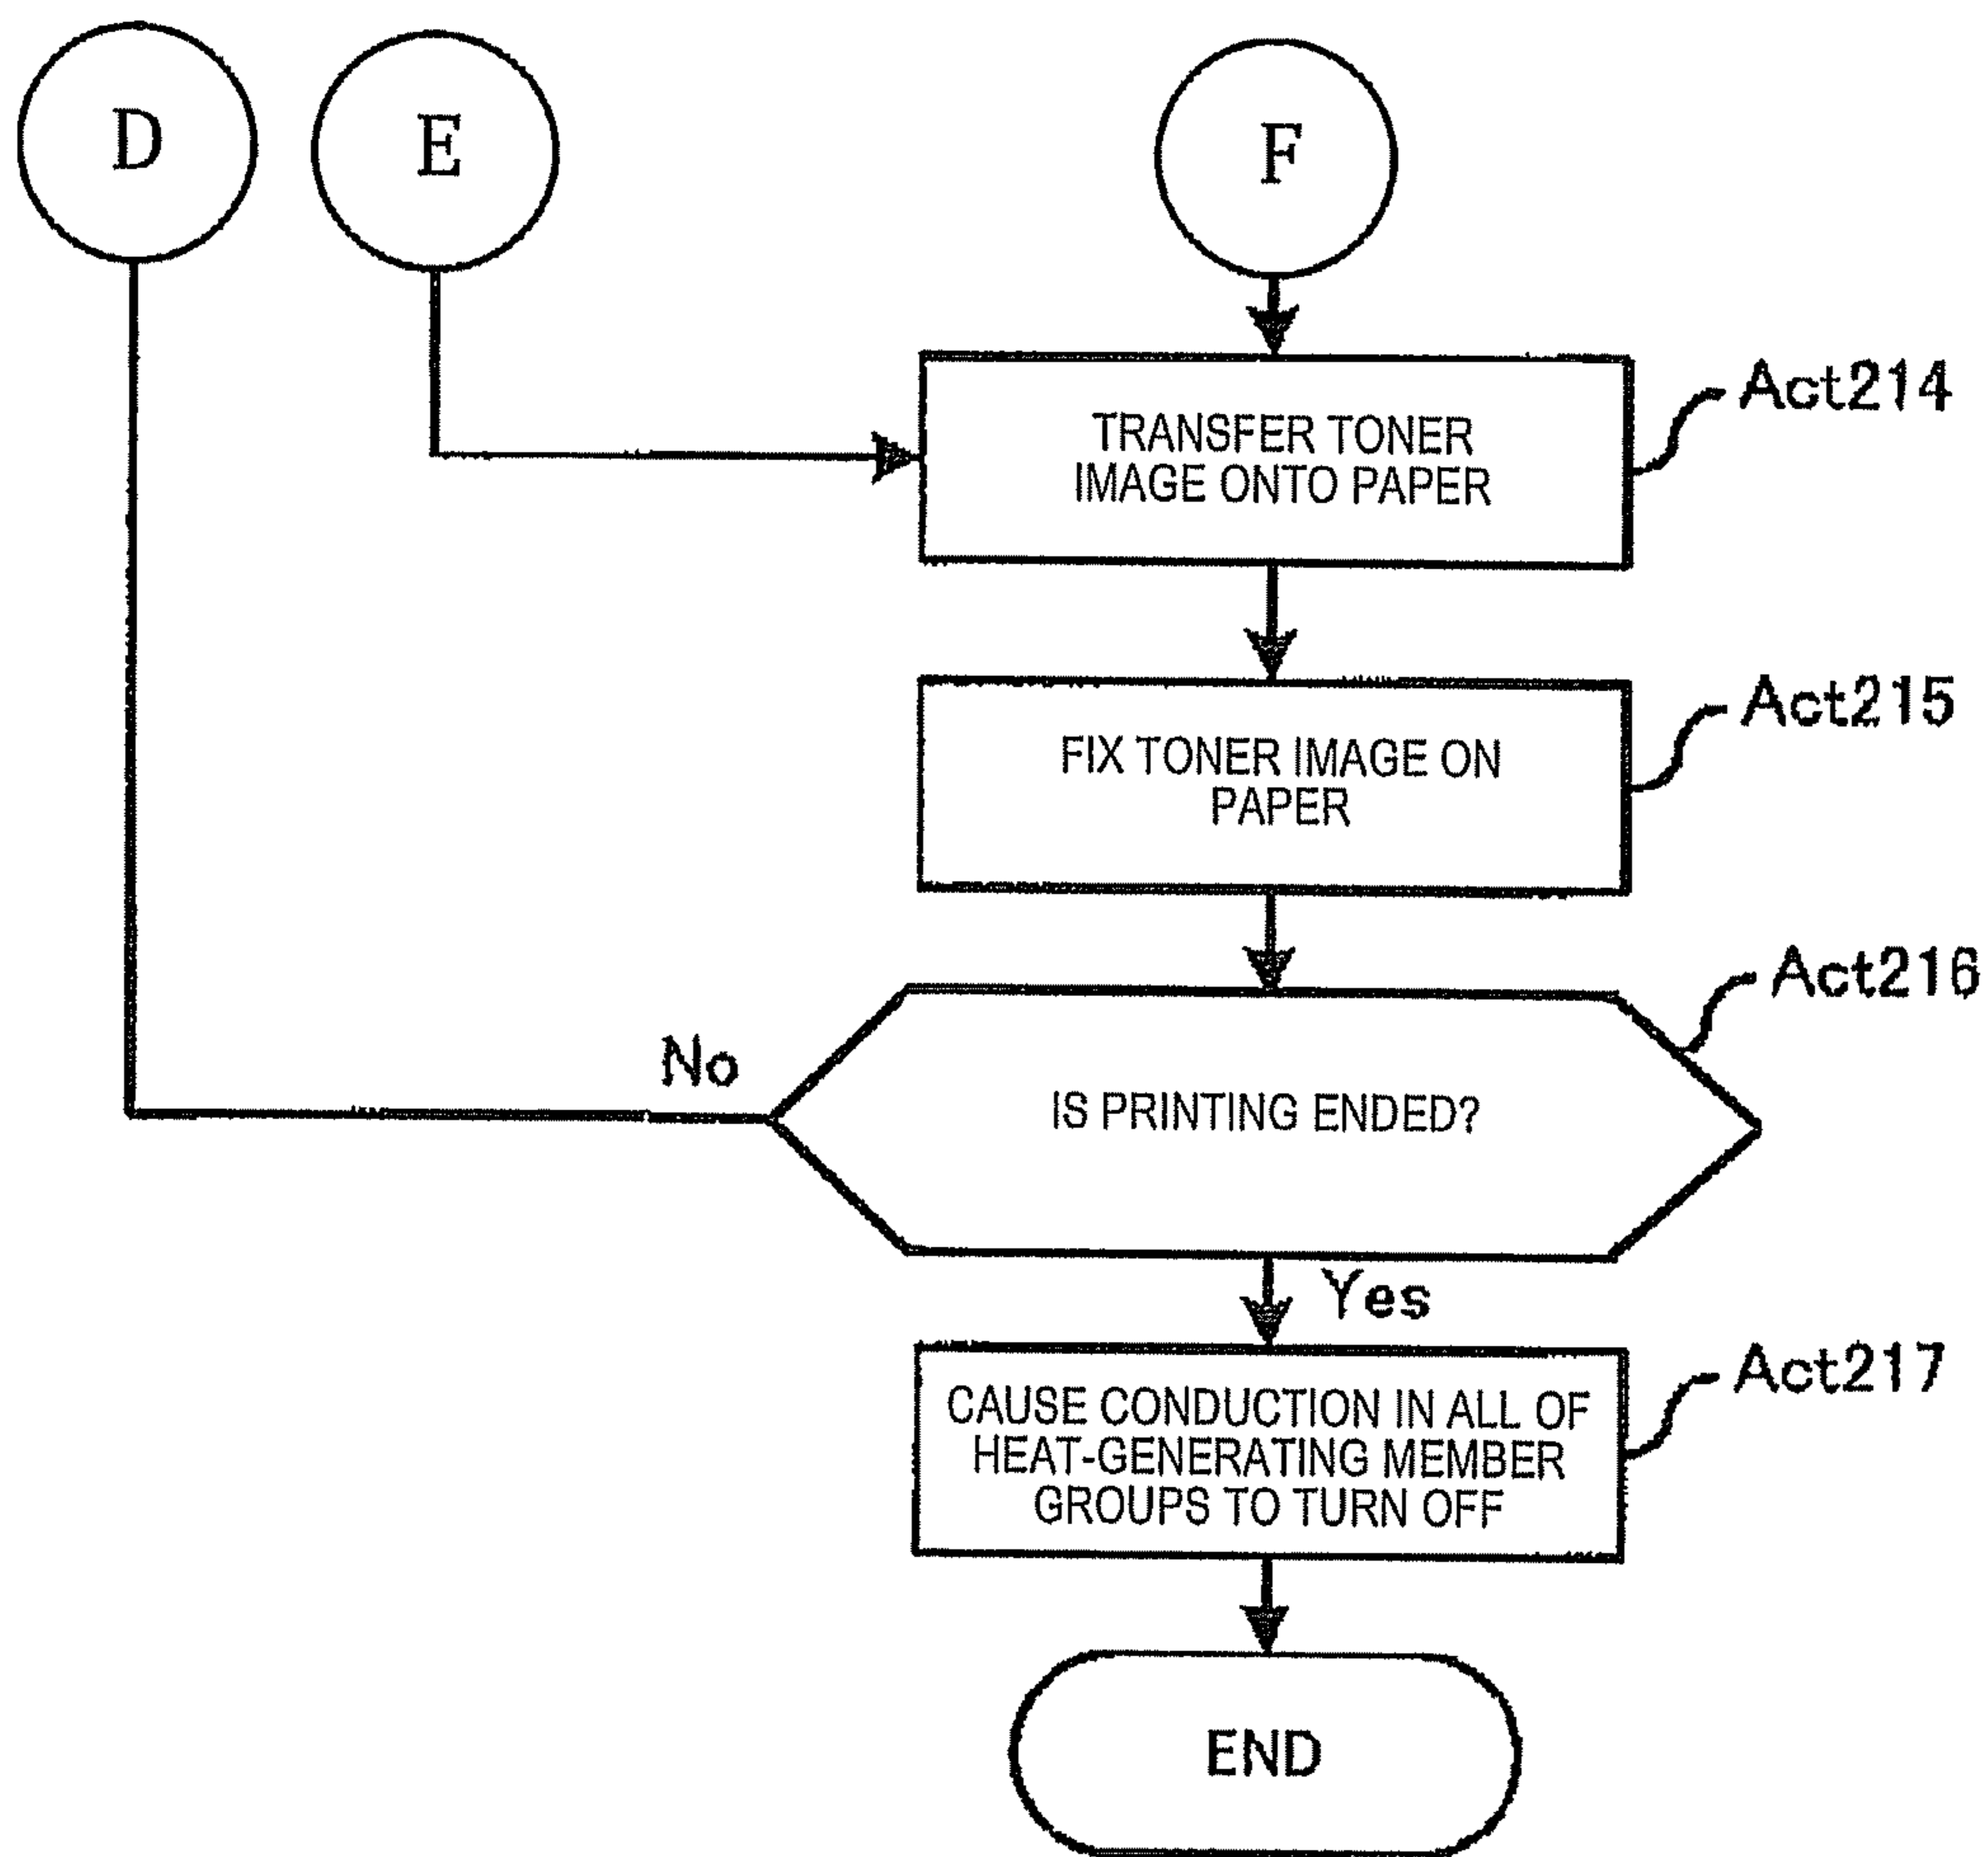 D
E
F
Act214
TRANSFER TONER
IMAGE ONTO PAPER
Act215
FIX TONER IMAGE ON
PAPER
Act216
No
IS PRINTING ENDED?
Yes
Act217
CAUSE CONDUCTION IN ALL OF
HEAT-GENERATING MEMBER
GROUPS TO TURN OFF
END